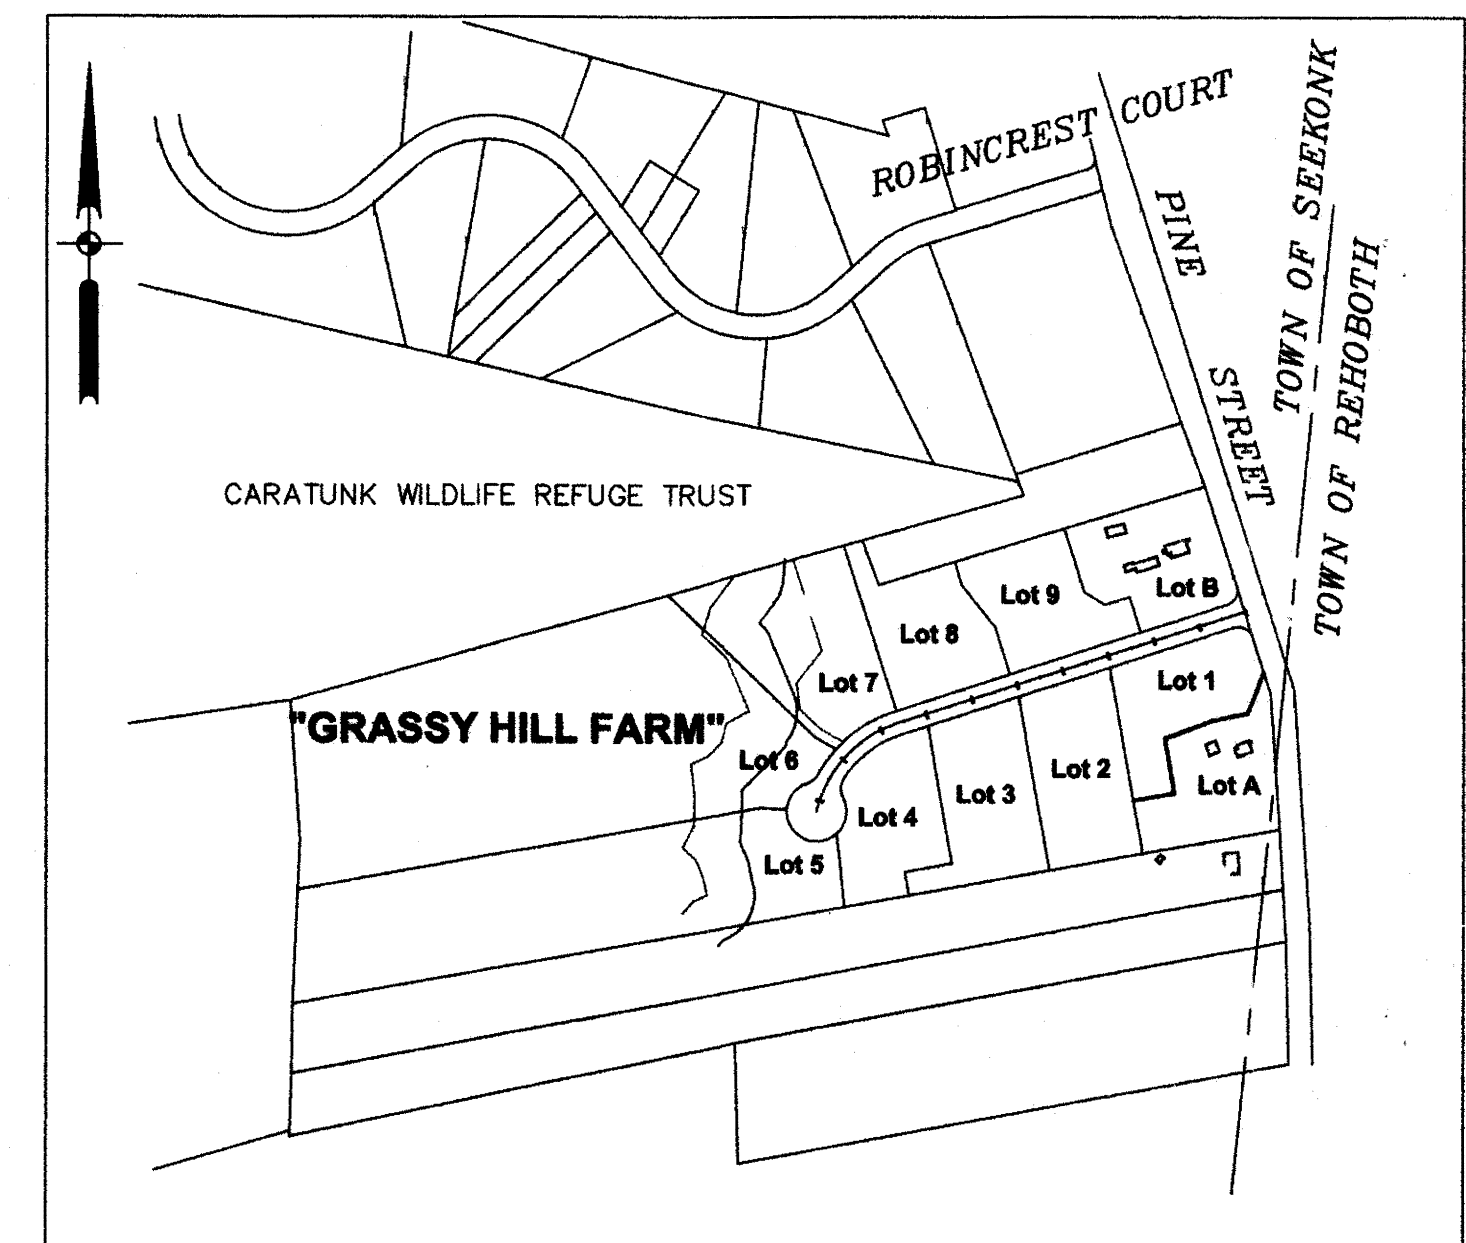 ROBINCREST COURT
PINE STREET
TOWN OF SEEKONK
TOWN OF REHOBOTH
CARATUNK WILDLIFE REFUGE TRUST
Lot B
Lot 9
Lot 8
Lot 7
Lot 1
"GRASSY HILL FARM"
Lot 6
Lot 2
Lot A
Lot 3
Lot 4
Lot 5